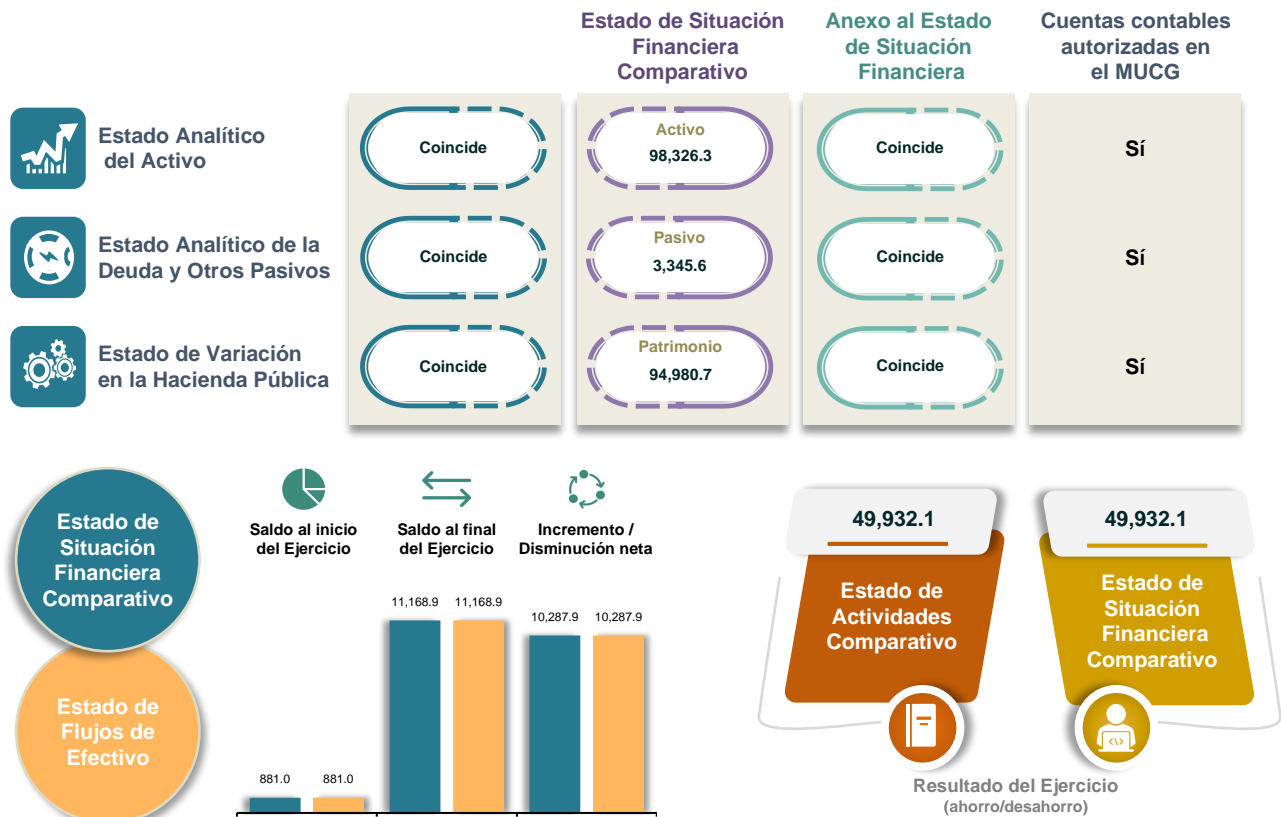 Estado de Situación
Financiera
Comparativo
Anexo al Estado
de Situación
Financiera
Cuentas contables
autorizadas en
el MUCG
Estado Analítico
del Activo
Coincide
Activo
98,326.3
Coincide
Sí
Estado Analítico de la
Deuda y Otros Pasivos
Coincide
Pasivo
3,345.6
Coincide
Sí
Estado de Variación
en la Hacienda Pública
Coincide
Patrimonio
94,980.7
Coincide
Sí
Estado de
Situación
Financiera
Comparativo
Estado de
Flujos de
Efectivo
Saldo al inicio
del Ejercicio
Saldo al final
del Ejercicio
Incremento /
Disminución neta
881.0 881.0
11,168.9 11,168.9
10,287.9 10,287.9
49,932.1
Estado de
Actividades
Comparativo
49,932.1
Estado de
Situación
Financiera
Comparativo
Resultado del Ejercicio
(ahorro/desahorro)